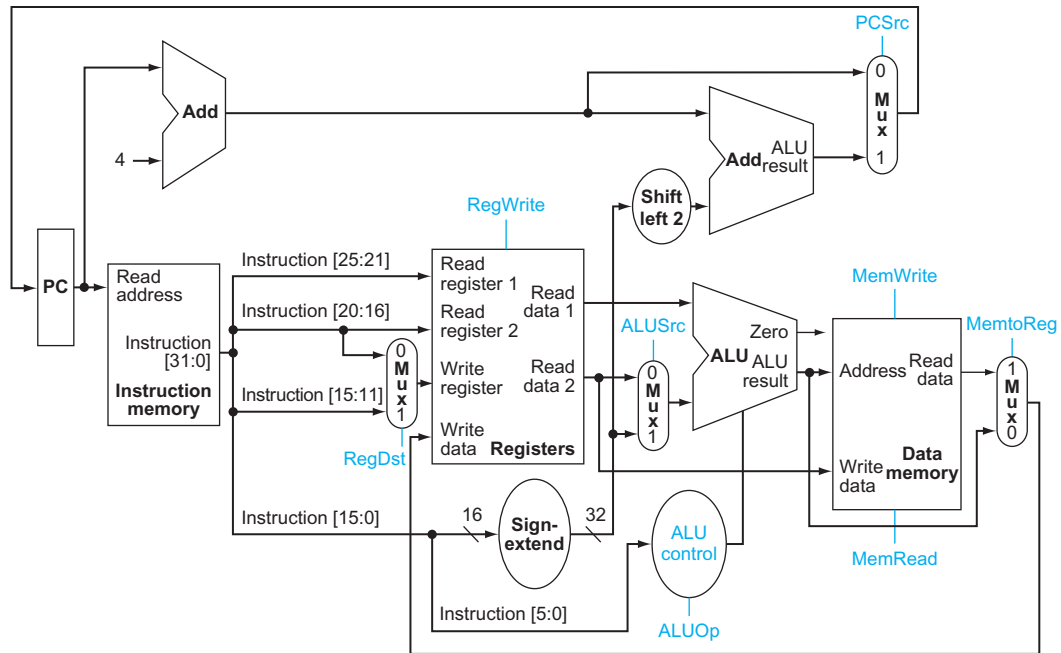 PCSrc
0
M
u
x
1
Add
4
Add
ALU
result
Shift
left 2
RegWrite
PC
Read
address
Instruction
[31:0]
Instruction
memory
Instruction [25:21]
Instruction [20:16]
Instruction [15:11]
0
M
u
x
1
RegDst
Read
register 1
Read
register 2
Write
register
Write
data
Read
data 1
Read
data 2
Registers
ALUSrc
0
M
u
x
1
Zero
ALU
ALU
result
MemWrite
Address
Read
data
Write
data
Data
memory
MemRead
MemtoReg
1
M
u
x
0
Instruction [15:0]
16
Sign-
extend
32
ALU
control
Instruction [5:0]
ALUOp